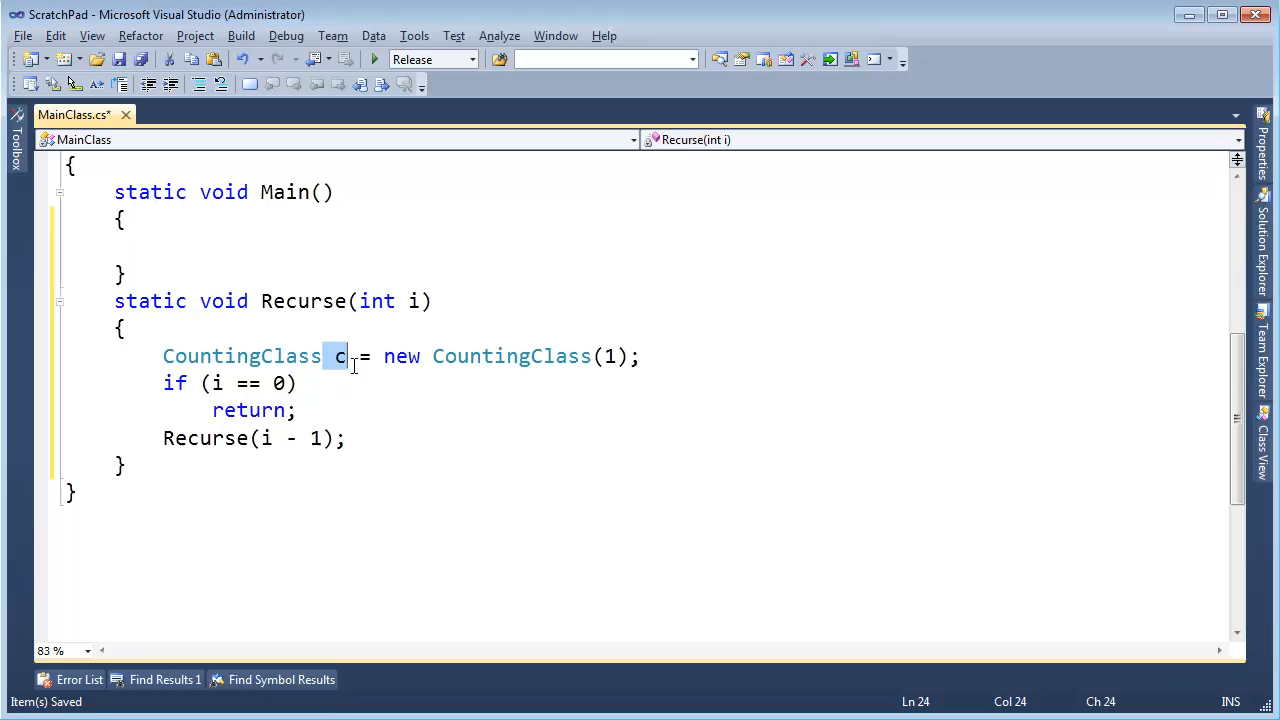 ScratchPad - Microsoft Visual Studio (Administrator)
File Edit View Refactor Project Build Debug Team Data Tools Test Analyze Window Help
Release
MainClass.cs*
MainClass Recurse(int i)
{
static void Main()
{
}
static void Recurse(int i)
{
CountingClass c = new CountingClass(1);
if (i == 0)
return;
Recurse(i - 1);
}
}
Toolbox
Properties
Solution Explorer
Team Explorer
Class View
83 %
Error List Find Results 1 Find Symbol Results
Item(s) Saved Ln 24 Col 24 Ch 24 INS